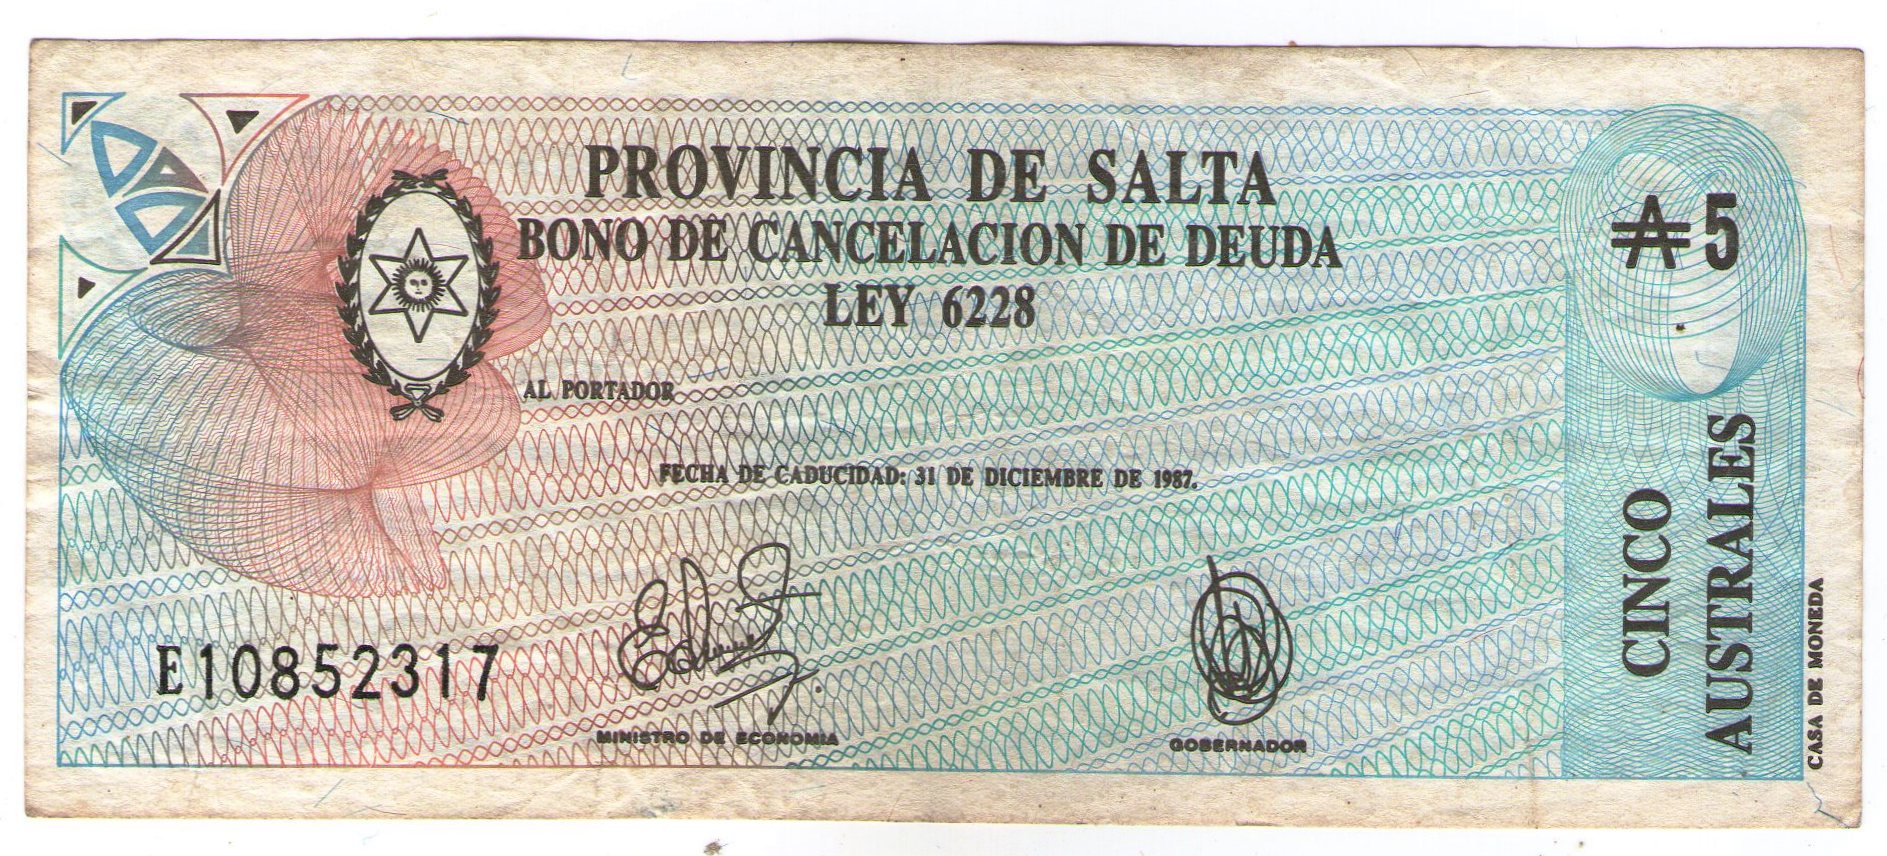 PROVINCIA DE SALTA
BONO DE CANCELACION DE DEUDA
LEY 6228
₳ 5
AL PORTADOR
FECHA DE CADUCIDAD: 31 DE DICIEMBRE DE 1987.
E10852317
MINISTRO DE ECONOMIA
GOBERNADOR
CINCO
AUSTRALES
CASA DE MONEDA